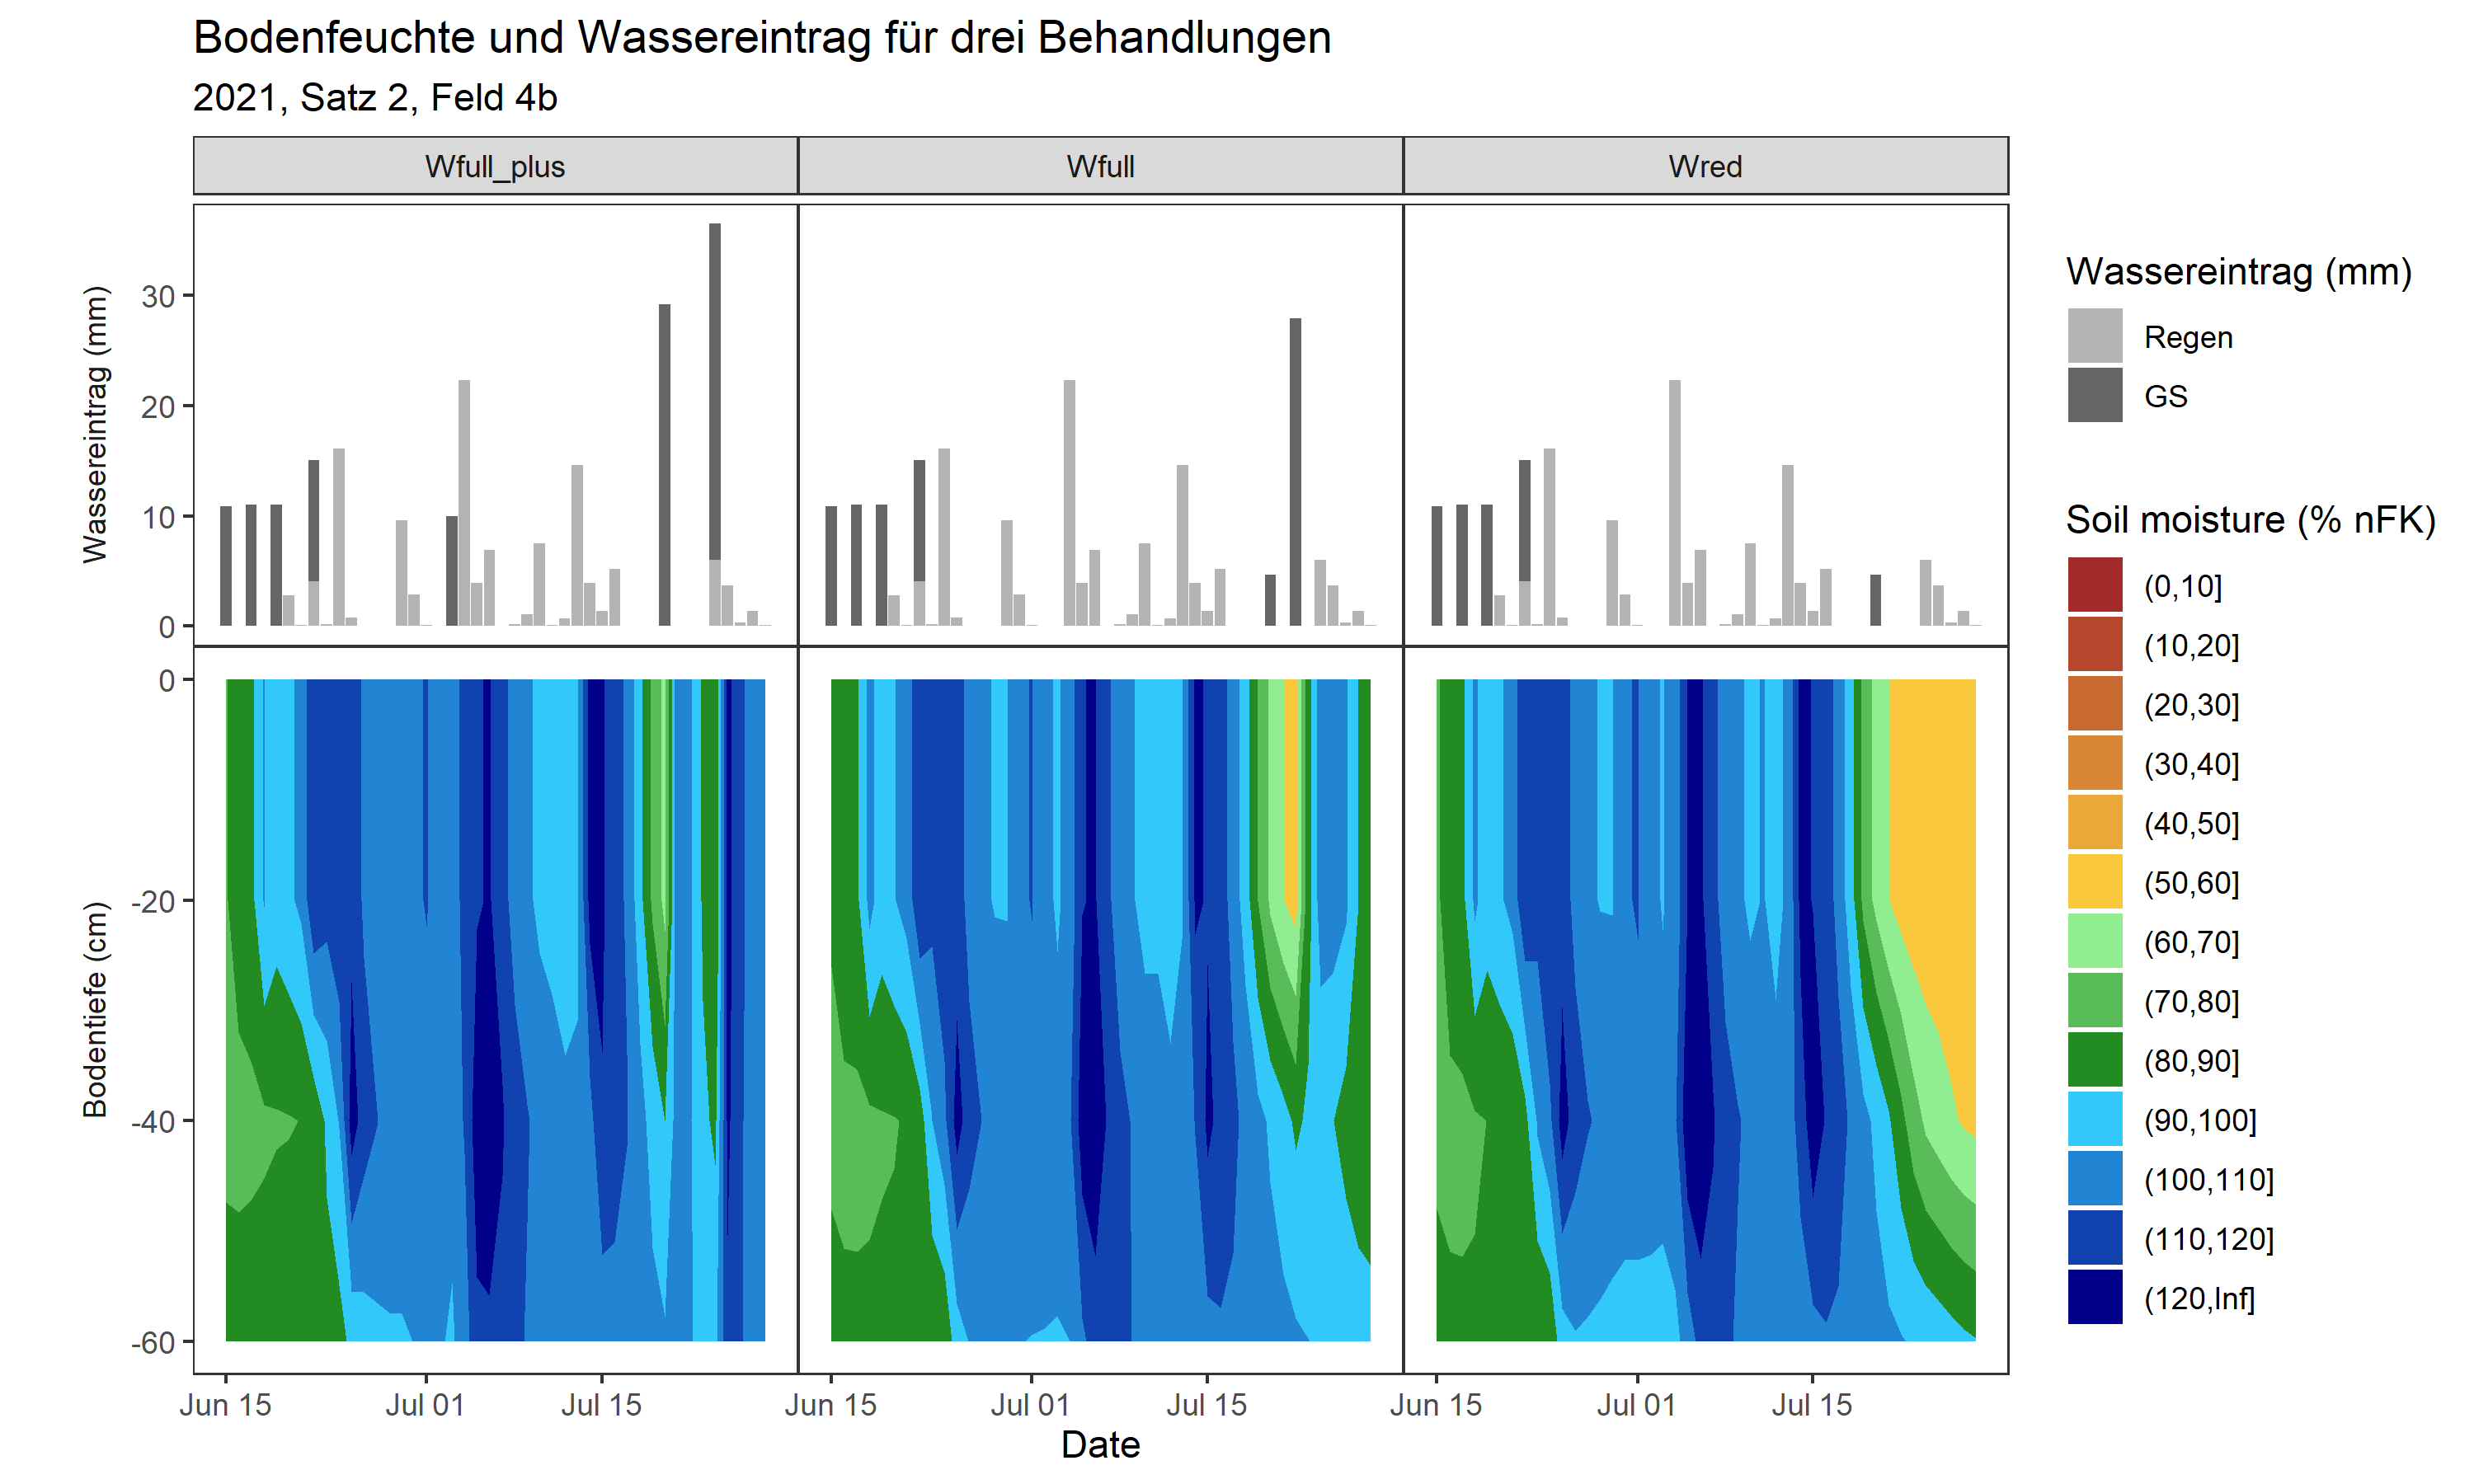 Bodenfeuchte und Wassereintrag für drei Behandlungen
2021, Satz 2, Feld 4b
Wfull_plus
Wfull
Wred
Wassereintrag (mm)
30
20
10
0
Bodentiefe (cm)
0
-20
-40
-60
Jun 15
Jul 01
Jul 15
Jun 15
Jul 01
Jul 15
Jun 15
Jul 01
Jul 15
Date
Wassereintrag (mm)
Regen
GS
Soil moisture (% nFK)
(0,10]
(10,20]
(20,30]
(30,40]
(40,50]
(50,60]
(60,70]
(70,80]
(80,90]
(90,100]
(100,110]
(110,120]
(120,Inf]